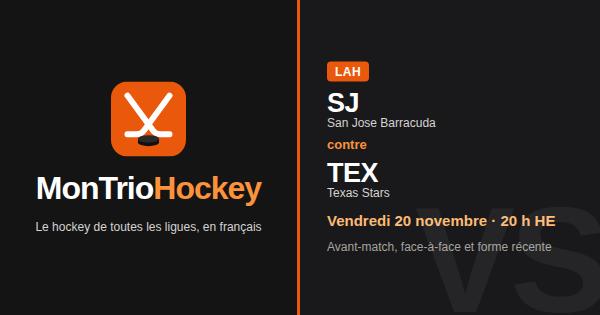 MonTrioHockey
Le hockey de toutes les ligues, en français
LAH
SJ
San Jose Barracuda
contre
TEX
Texas Stars
Vendredi 20 novembre · 20 h HE
Avant-match, face-à-face et forme récente
VS